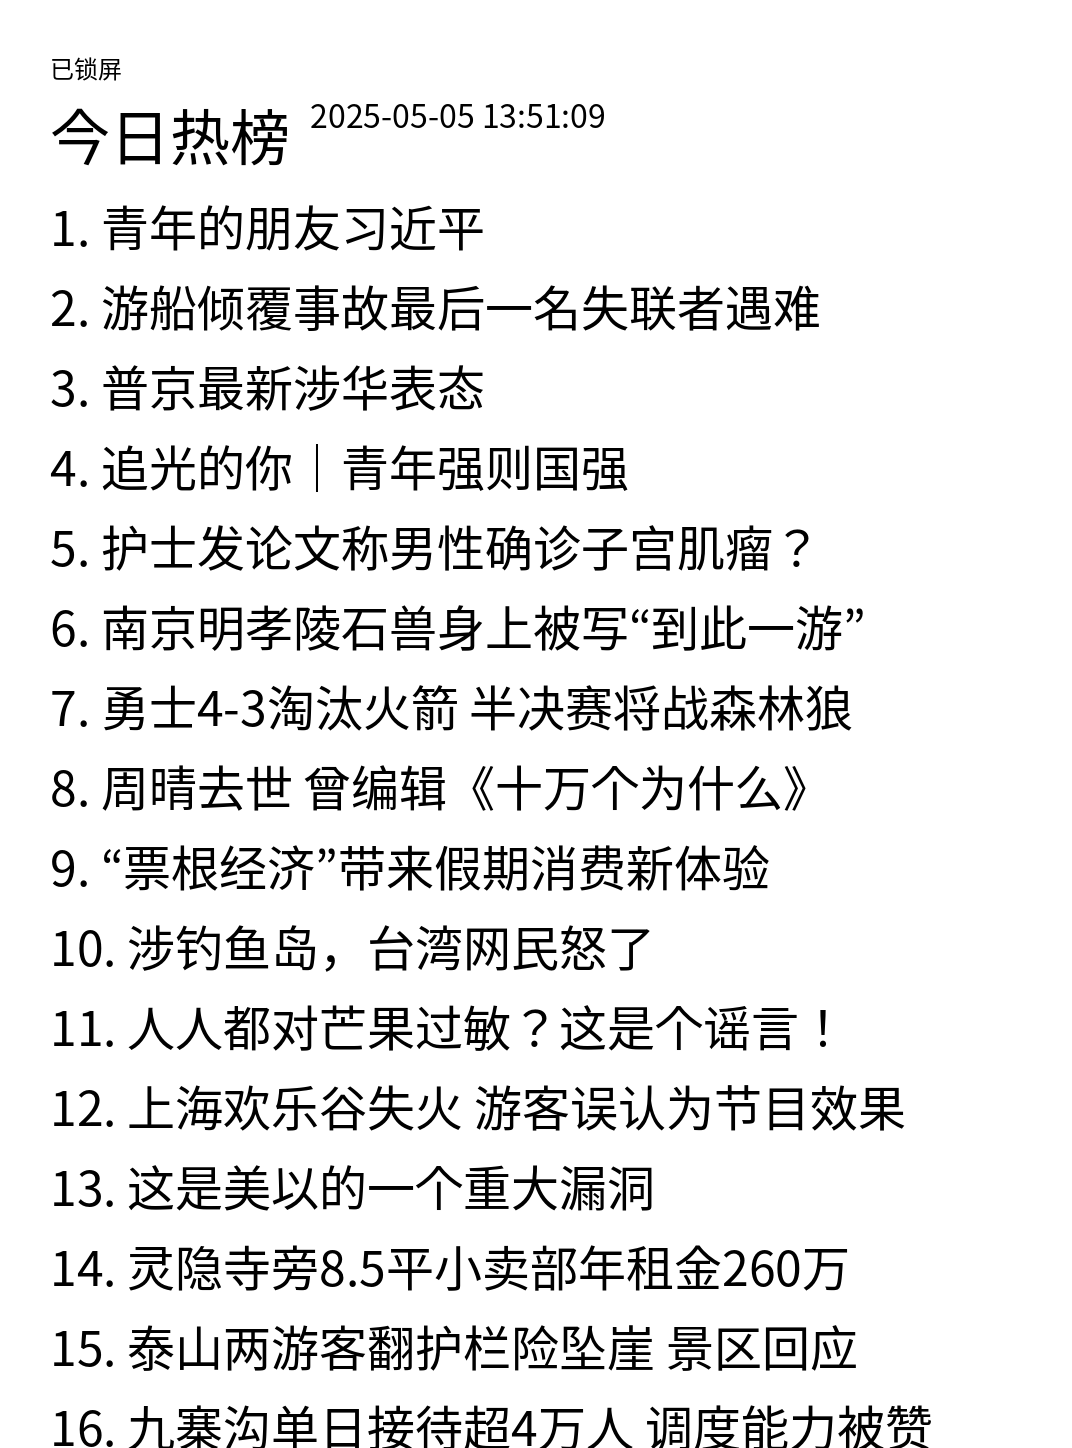 已锁屏
今日热榜 2025-05-05 13:51:09
1. 青年的朋友习近平
2. 游船倾覆事故最后一名失联者遇难
3. 普京最新涉华表态
4. 追光的你｜青年强则国强
5. 护士发论文称男性确诊子宫肌瘤？
6. 南京明孝陵石兽身上被写“到此一游”
7. 勇士4-3淘汰火箭 半决赛将战森林狼
8. 周晴去世 曾编辑《十万个为什么》
9. “票根经济”带来假期消费新体验
10. 涉钓鱼岛，台湾网民怒了
11. 人人都对芒果过敏？这是个谣言！
12. 上海欢乐谷失火 游客误认为节目效果
13. 这是美以的一个重大漏洞
14. 灵隐寺旁8.5平小卖部年租金260万
15. 泰山两游客翻护栏险坠崖 景区回应
16. 九寨沟单日接待超4万人 调度能力被赞